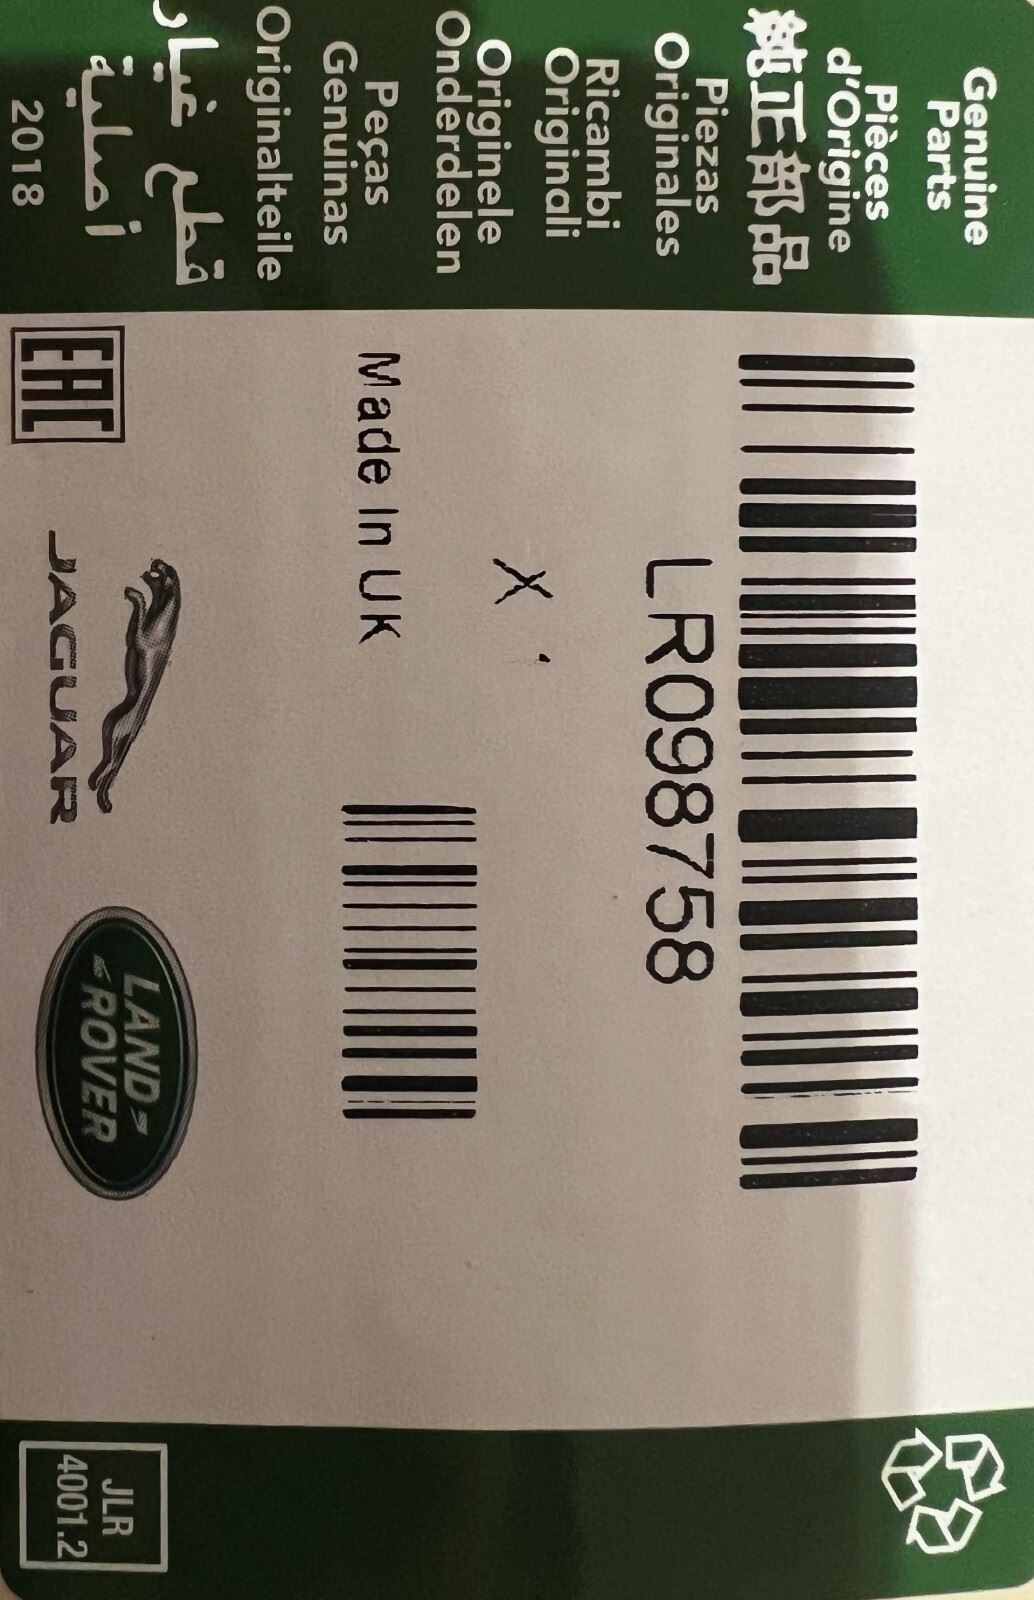 Genuine
Parts
Pièces
d'Origine
純正部品
Piezas
Originales
Ricambi
Originali
Originele
Onderdelen
Peças
Genuinas
Originalteile
قطع غيار
أصلية
2018
LR098758
X
Made In UK
EAC
JAGUAR
LAND
ROVER
JLR
4001.2